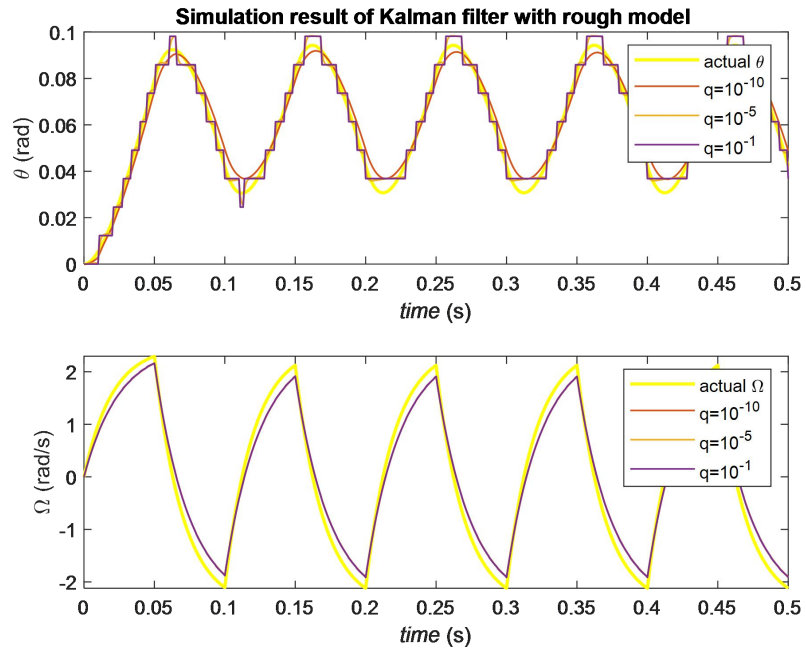 Simulation result of Kalman filter with rough model
0.1
0.08
0.06
0.04
0.02
0
θ (rad)
actual θ
q=10⁻¹⁰
q=10⁻⁵
q=10⁻¹
0 0.05 0.1 0.15 0.2 0.25 0.3 0.35 0.4 0.45 0.5
time (s)
2
1
0
-1
-2
Ω (rad/s)
actual Ω
q=10⁻¹⁰
q=10⁻⁵
q=10⁻¹
0 0.05 0.1 0.15 0.2 0.25 0.3 0.35 0.4 0.45 0.5
time (s)